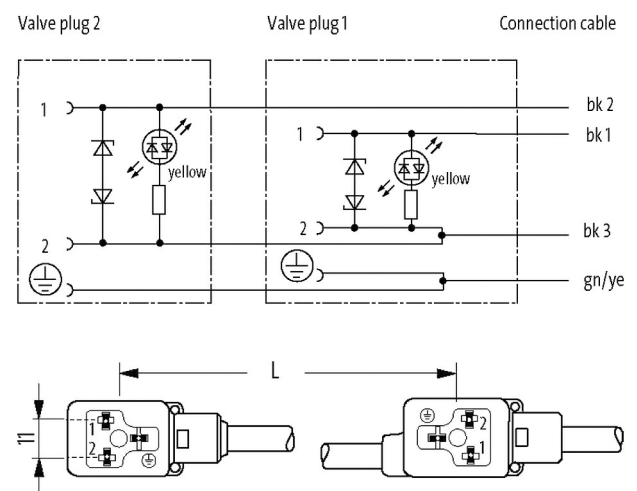 Valve plug 2 Valve plug 1 Connection cable
1 bk 2
1 bk 1
yellow yellow
2 2 bk 3
gn/ye
L
11
1 2
2 1